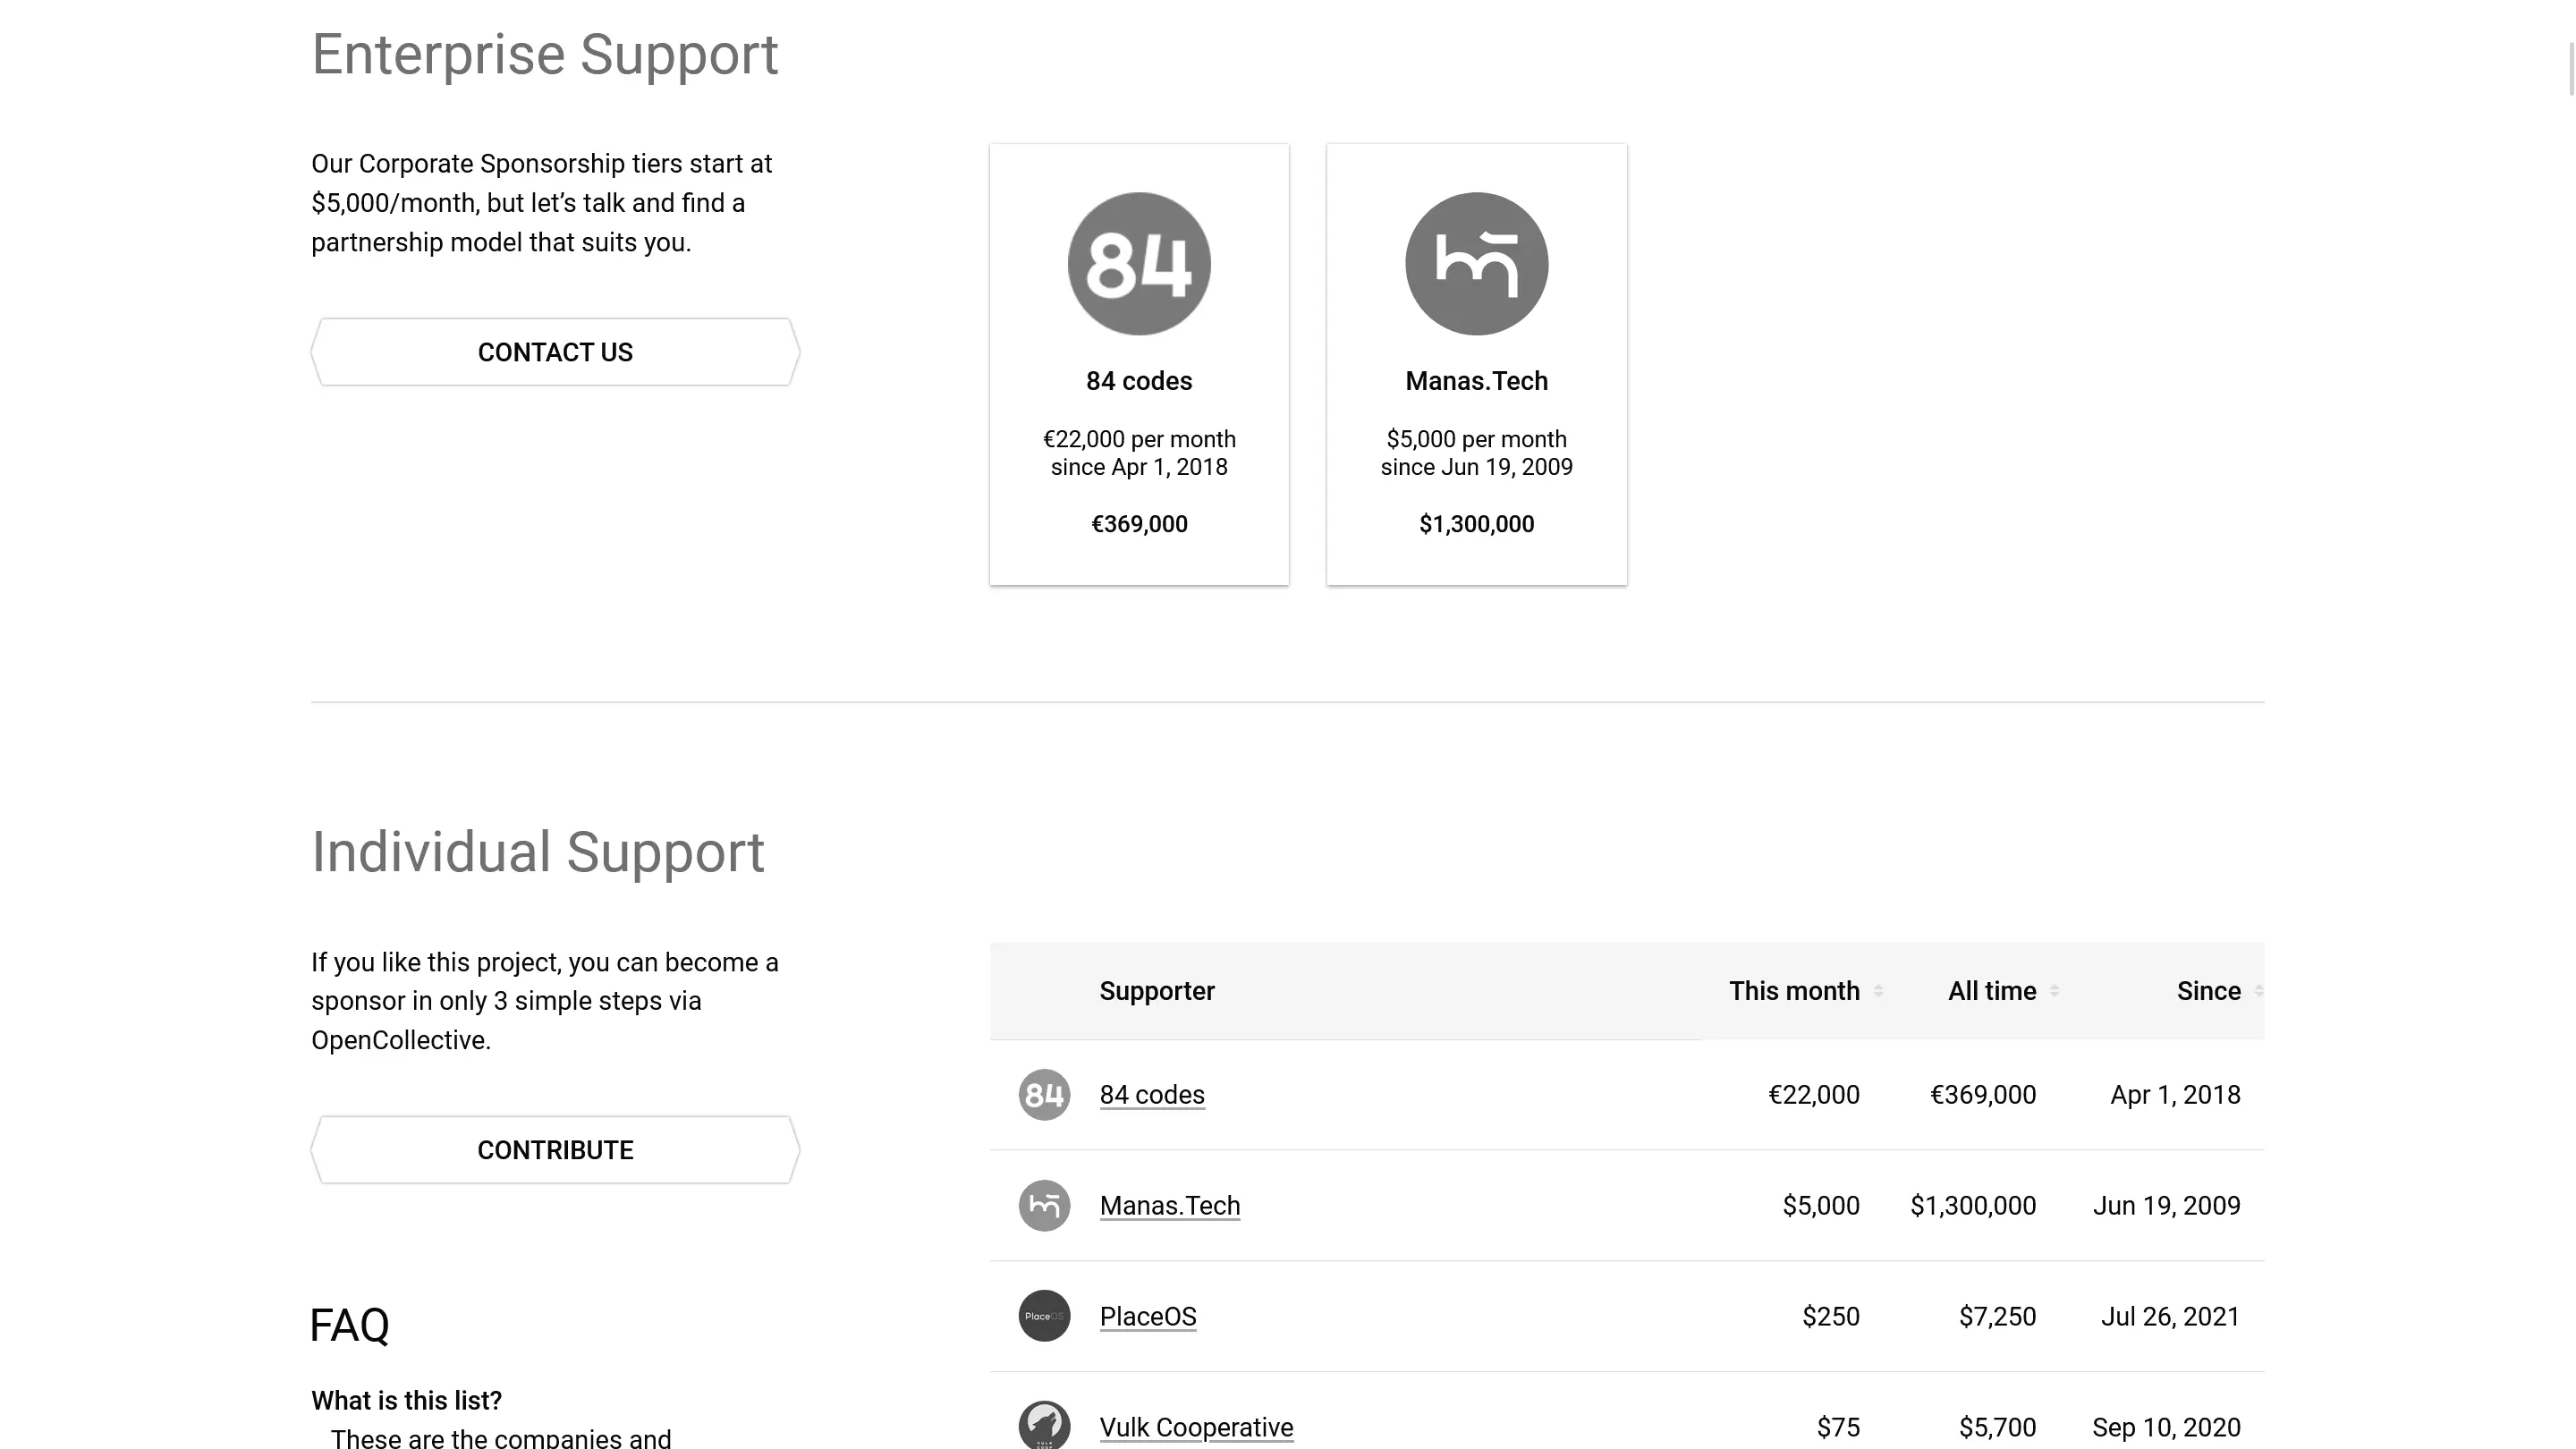 Enterprise Support
Our Corporate Sponsorship tiers start at
$5,000/month, but let’s talk and find a
partnership model that suits you.
CONTACT US
84
84 codes
€22,000 per month
since Apr 1, 2018
€369,000
Manas.Tech
$5,000 per month
since Jun 19, 2009
$1,300,000
Individual Support
If you like this project, you can become a
sponsor in only 3 simple steps via
OpenCollective.
CONTRIBUTE
FAQ
What is this list?
These are the companies and
Supporter This month All time Since
84 84 codes €22,000 €369,000 Apr 1, 2018
Manas.Tech $5,000 $1,300,000 Jun 19, 2009
PlaceOS PlaceOS $250 $7,250 Jul 26, 2021
Vulk Cooperative $75 $5,700 Sep 10, 2020